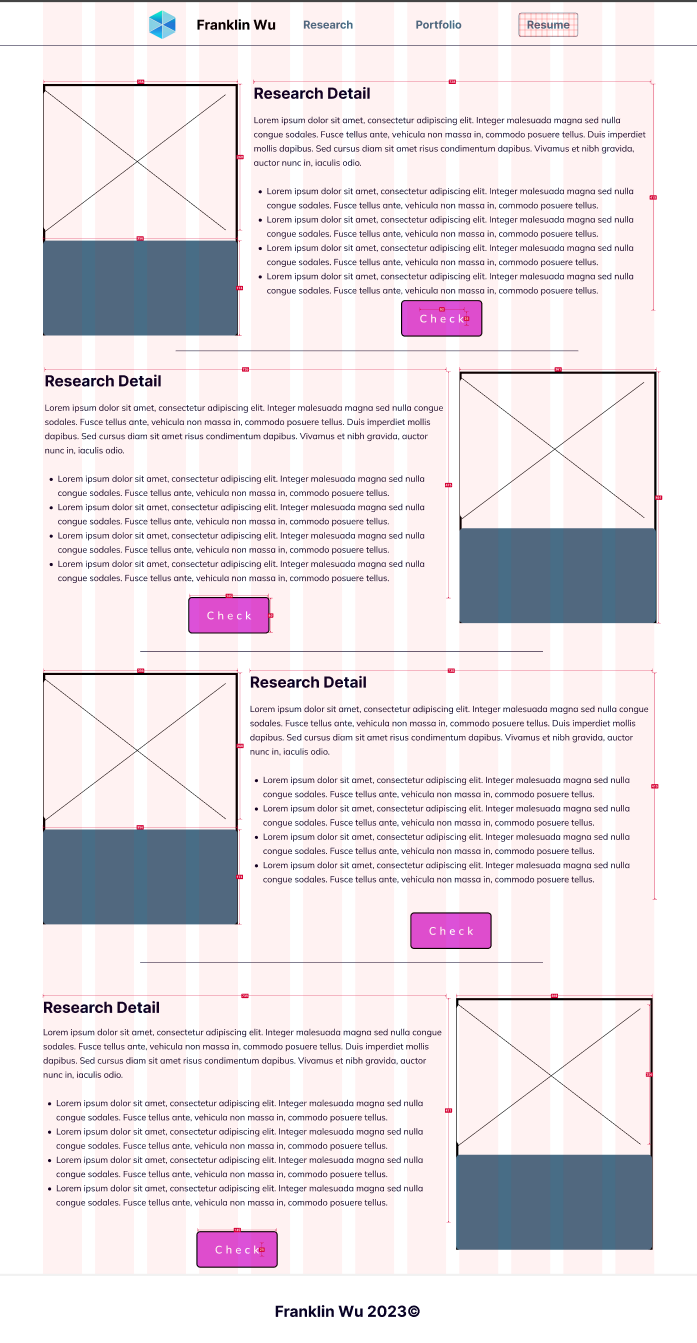 Franklin Wu
Research
Portfolio
Resume
Research Detail
Lorem ipsum dolor sit amet, consectetur adipiscing elit. Integer malesuada magna sed nulla
congue sodales. Fusce tellus ante, vehicula non massa in, commodo posuere tellus. Duis imperdiet
mollis dapibus. Sed cursus diam sit amet risus condimentum dapibus. Vivamus et nibh gravida,
auctor nunc in, iaculis odio.
Lorem ipsum dolor sit amet, consectetur adipiscing elit. Integer malesuada magna sed nulla
congue sodales. Fusce tellus ante, vehicula non massa in, commodo posuere tellus.
Lorem ipsum dolor sit amet, consectetur adipiscing elit. Integer malesuada magna sed nulla
congue sodales. Fusce tellus ante, vehicula non massa in, commodo posuere tellus.
Lorem ipsum dolor sit amet, consectetur adipiscing elit. Integer malesuada magna sed nulla
congue sodales. Fusce tellus ante, vehicula non massa in, commodo posuere tellus.
Lorem ipsum dolor sit amet, consectetur adipiscing elit. Integer malesuada magna sed nulla
congue sodales. Fusce tellus ante, vehicula non massa in, commodo posuere tellus.
Check
Research Detail
Lorem ipsum dolor sit amet, consectetur adipiscing elit. Integer malesuada magna sed nulla congue
sodales. Fusce tellus ante, vehicula non massa in, commodo posuere tellus. Duis imperdiet mollis
dapibus. Sed cursus diam sit amet risus condimentum dapibus. Vivamus et nibh gravida, auctor
nunc in, iaculis odio.
Lorem ipsum dolor sit amet, consectetur adipiscing elit. Integer malesuada magna sed nulla
congue sodales. Fusce tellus ante, vehicula non massa in, commodo posuere tellus.
Lorem ipsum dolor sit amet, consectetur adipiscing elit. Integer malesuada magna sed nulla
congue sodales. Fusce tellus ante, vehicula non massa in, commodo posuere tellus.
Lorem ipsum dolor sit amet, consectetur adipiscing elit. Integer malesuada magna sed nulla
congue sodales. Fusce tellus ante, vehicula non massa in, commodo posuere tellus.
Lorem ipsum dolor sit amet, consectetur adipiscing elit. Integer malesuada magna sed nulla
congue sodales. Fusce tellus ante, vehicula non massa in, commodo posuere tellus.
Check
Research Detail
Lorem ipsum dolor sit amet, consectetur adipiscing elit. Integer malesuada magna sed nulla congue
sodales. Fusce tellus ante, vehicula non massa in, commodo posuere tellus. Duis imperdiet mollis
dapibus. Sed cursus diam sit amet risus condimentum dapibus. Vivamus et nibh gravida, auctor
nunc in, iaculis odio.
Lorem ipsum dolor sit amet, consectetur adipiscing elit. Integer malesuada magna sed nulla
congue sodales. Fusce tellus ante, vehicula non massa in, commodo posuere tellus.
Lorem ipsum dolor sit amet, consectetur adipiscing elit. Integer malesuada magna sed nulla
congue sodales. Fusce tellus ante, vehicula non massa in, commodo posuere tellus.
Lorem ipsum dolor sit amet, consectetur adipiscing elit. Integer malesuada magna sed nulla
congue sodales. Fusce tellus ante, vehicula non massa in, commodo posuere tellus.
Lorem ipsum dolor sit amet, consectetur adipiscing elit. Integer malesuada magna sed nulla
congue sodales. Fusce tellus ante, vehicula non massa in, commodo posuere tellus.
Check
Research Detail
Lorem ipsum dolor sit amet, consectetur adipiscing elit. Integer malesuada magna sed nulla congue
sodales. Fusce tellus ante, vehicula non massa in, commodo posuere tellus. Duis imperdiet mollis
dapibus. Sed cursus diam sit amet risus condimentum dapibus. Vivamus et nibh gravida, auctor
nunc in, iaculis odio.
Lorem ipsum dolor sit amet, consectetur adipiscing elit. Integer malesuada magna sed nulla
congue sodales. Fusce tellus ante, vehicula non massa in, commodo posuere tellus.
Lorem ipsum dolor sit amet, consectetur adipiscing elit. Integer malesuada magna sed nulla
congue sodales. Fusce tellus ante, vehicula non massa in, commodo posuere tellus.
Lorem ipsum dolor sit amet, consectetur adipiscing elit. Integer malesuada magna sed nulla
congue sodales. Fusce tellus ante, vehicula non massa in, commodo posuere tellus.
Lorem ipsum dolor sit amet, consectetur adipiscing elit. Integer malesuada magna sed nulla
congue sodales. Fusce tellus ante, vehicula non massa in, commodo posuere tellus.
Check
Franklin Wu 2023©